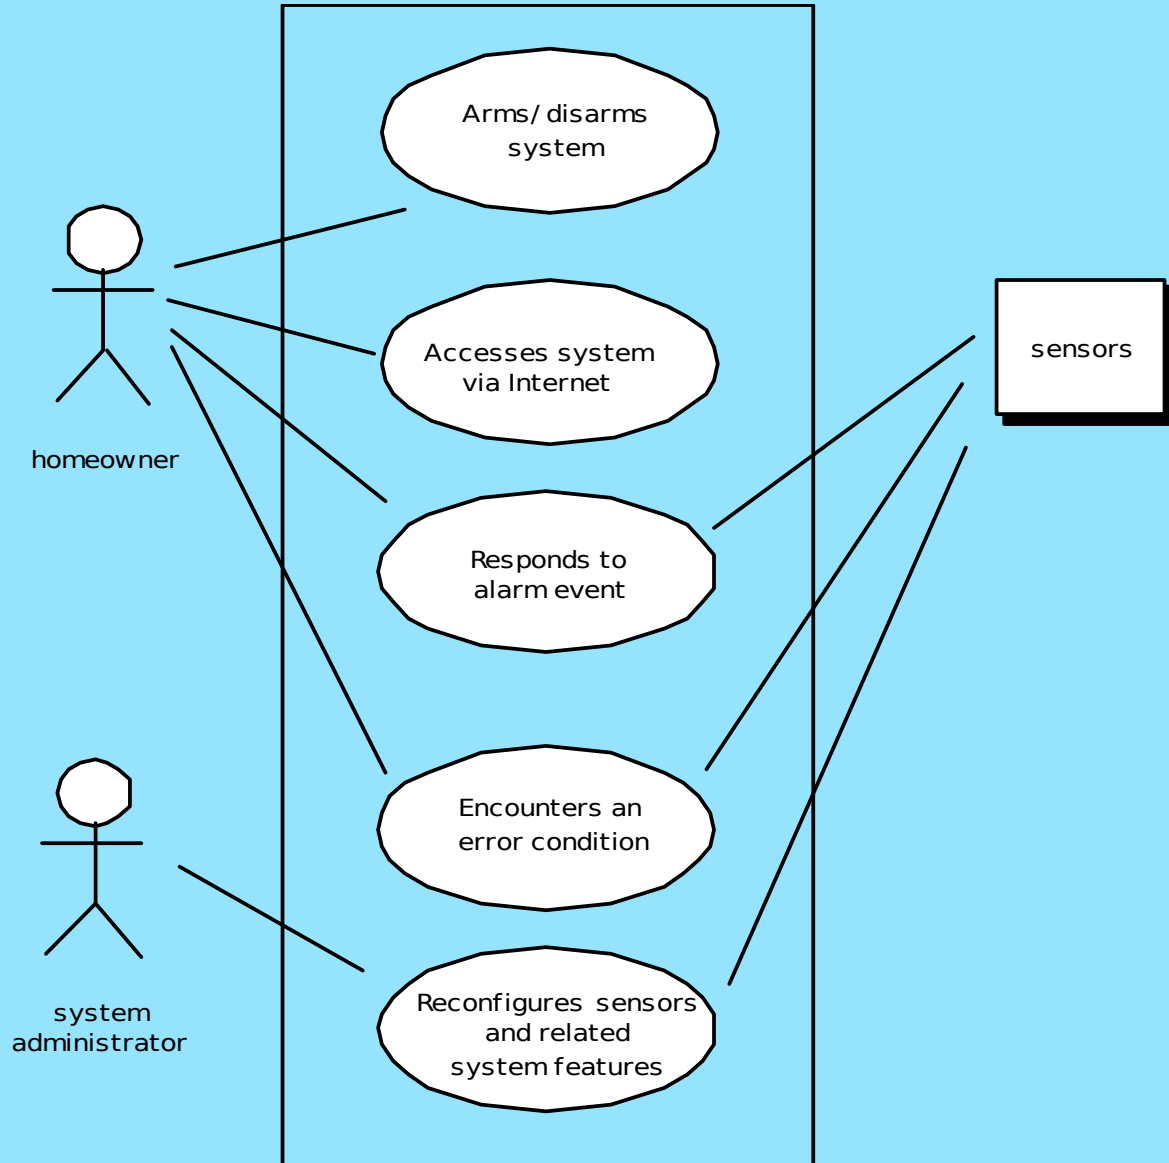 Arms/disarms
system
Accesses system
via Internet
sensors
homeowner
Responds to
alarm event
Encounters an
error condition
system
administrator
Reconfigures sensors
and related
system features